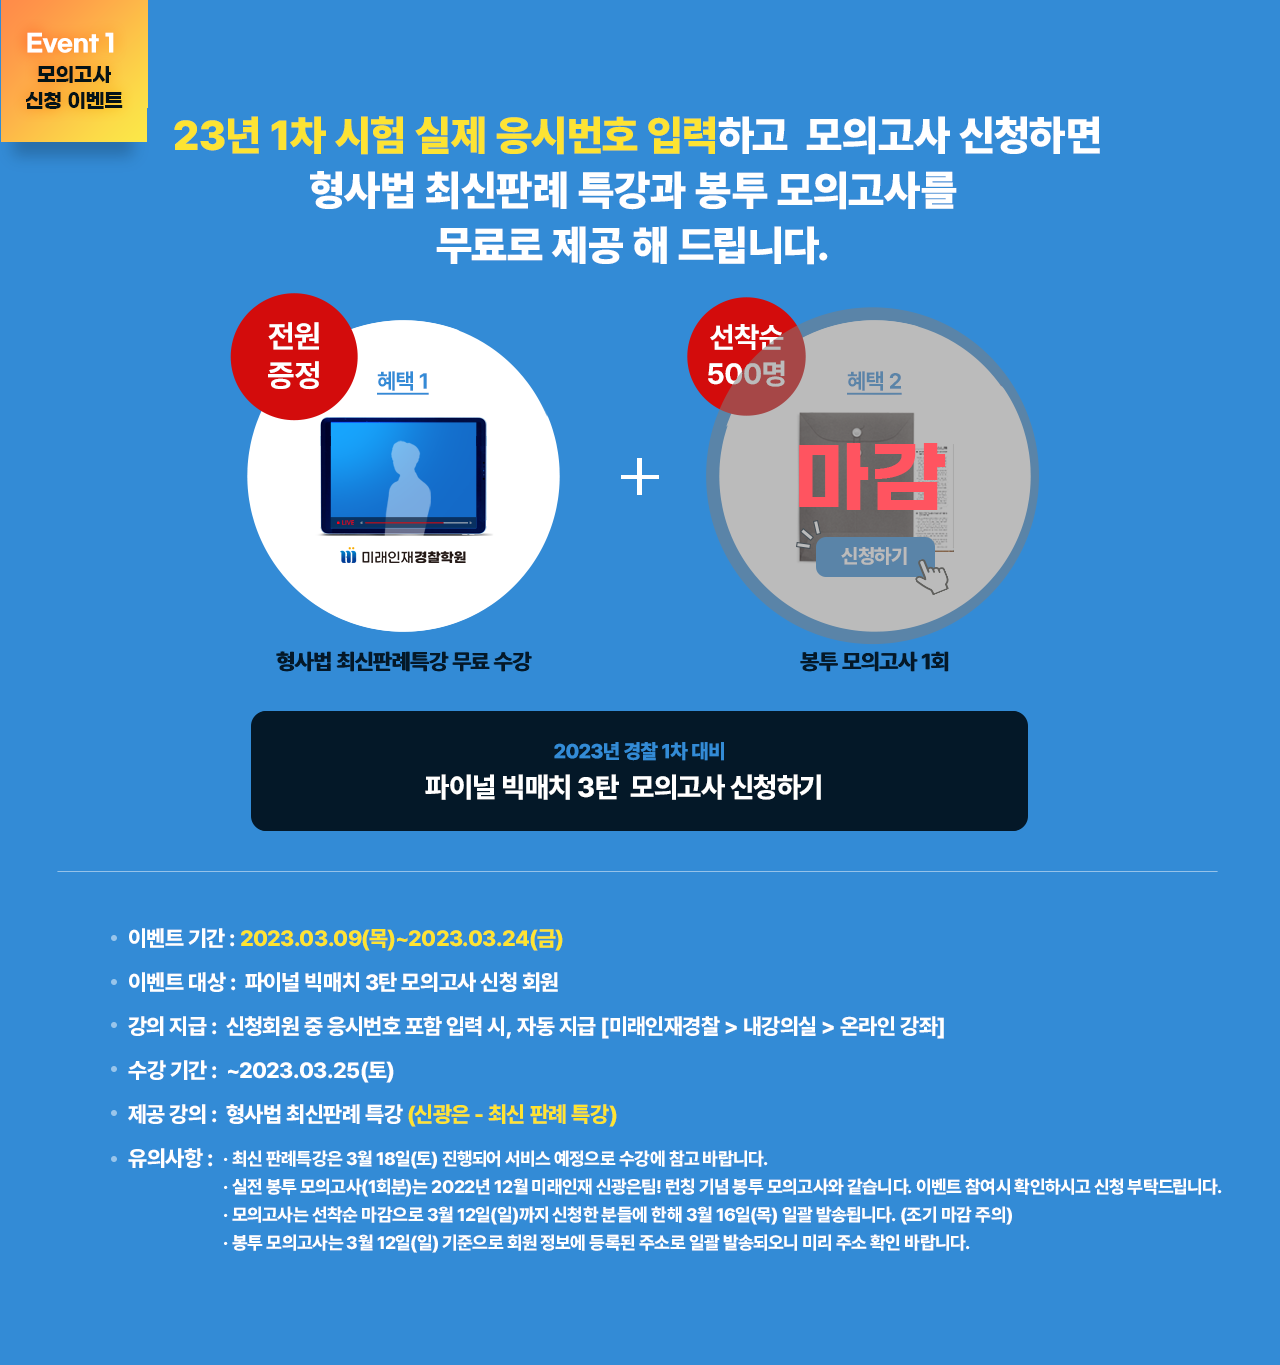 Event 1
모의고사
신청 이벤트
23년 1차 시험 실제 응시번호 입력하고 모의고사 신청하면
형사법 최신판례 특강과 봉투 모의고사를
무료로 제공 해 드립니다.
전원
증정
혜택 1
LIVE
미래인재경찰학원
형사법 최신판례특강 무료 수강
선착순
500명
혜택 2
마감
신청하기
봉투 모의고사 1회
2023년 경찰 1차 대비
파이널 빅매치 3탄 모의고사 신청하기
• 이벤트 기간 : 2023.03.09(목)~2023.03.24(금)
• 이벤트 대상 : 파이널 빅매치 3탄 모의고사 신청 회원
• 강의 지급 : 신청회원 중 응시번호 포함 입력 시, 자동 지급 [미래인재경찰 > 내강의실 > 온라인 강좌]
• 수강 기간 : ~2023.03.25(토)
• 제공 강의 : 형사법 최신판례 특강 (신광은 - 최신 판례 특강)
• 유의사항 : · 최신 판례특강은 3월 18일(토) 진행되어 서비스 예정으로 수강에 참고 바랍니다.
· 실전 봉투 모의고사(1회분)는 2022년 12월 미래인재 신광은팀! 런칭 기념 봉투 모의고사와 같습니다. 이벤트 참여시 확인하시고 신청 부탁드립니다.
· 모의고사는 선착순 마감으로 3월 12일(일)까지 신청한 분들에 한해 3월 16일(목) 일괄 발송됩니다. (조기 마감 주의)
· 봉투 모의고사는 3월 12일(일) 기준으로 회원 정보에 등록된 주소로 일괄 발송되오니 미리 주소 확인 바랍니다.